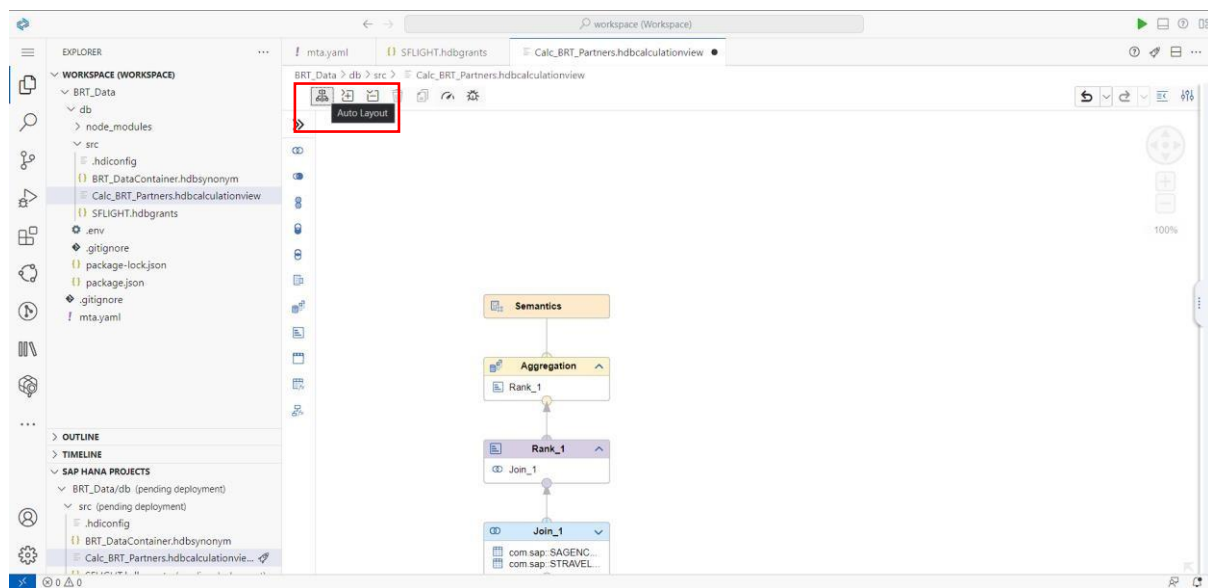 workspace (Workspace)
EXPLORER
WORKSPACE (WORKSPACE)
BRT_Data
db
node_modules
src
.hdiconfig
BRT_DataContainer.hdbsynonym
Calc_BRT_Partners.hdbcalculationview
SFLIGHT.hdbgrants
.env
.gitignore
package-lock.json
package.json
.gitignore
mta.yaml
OUTLINE
TIMELINE
SAP HANA PROJECTS
BRT_Data/db (pending deployment)
src (pending deployment)
.hdiconfig
BRT_DataContainer.hdbsynonym
Calc_BRT_Partners.hdbcalculationvie...
mta.yaml
SFLIGHT.hdbgrants
Calc_BRT_Partners.hdbcalculationview
BRT_Data > db > src > Calc_BRT_Partners.hdbcalculationview
Auto Layout
100%
Semantics
Aggregation
Rank_1
Rank_1
Join_1
Join_1
com.sap::SAGENC...
com.sap::STRAVEL...
0 0